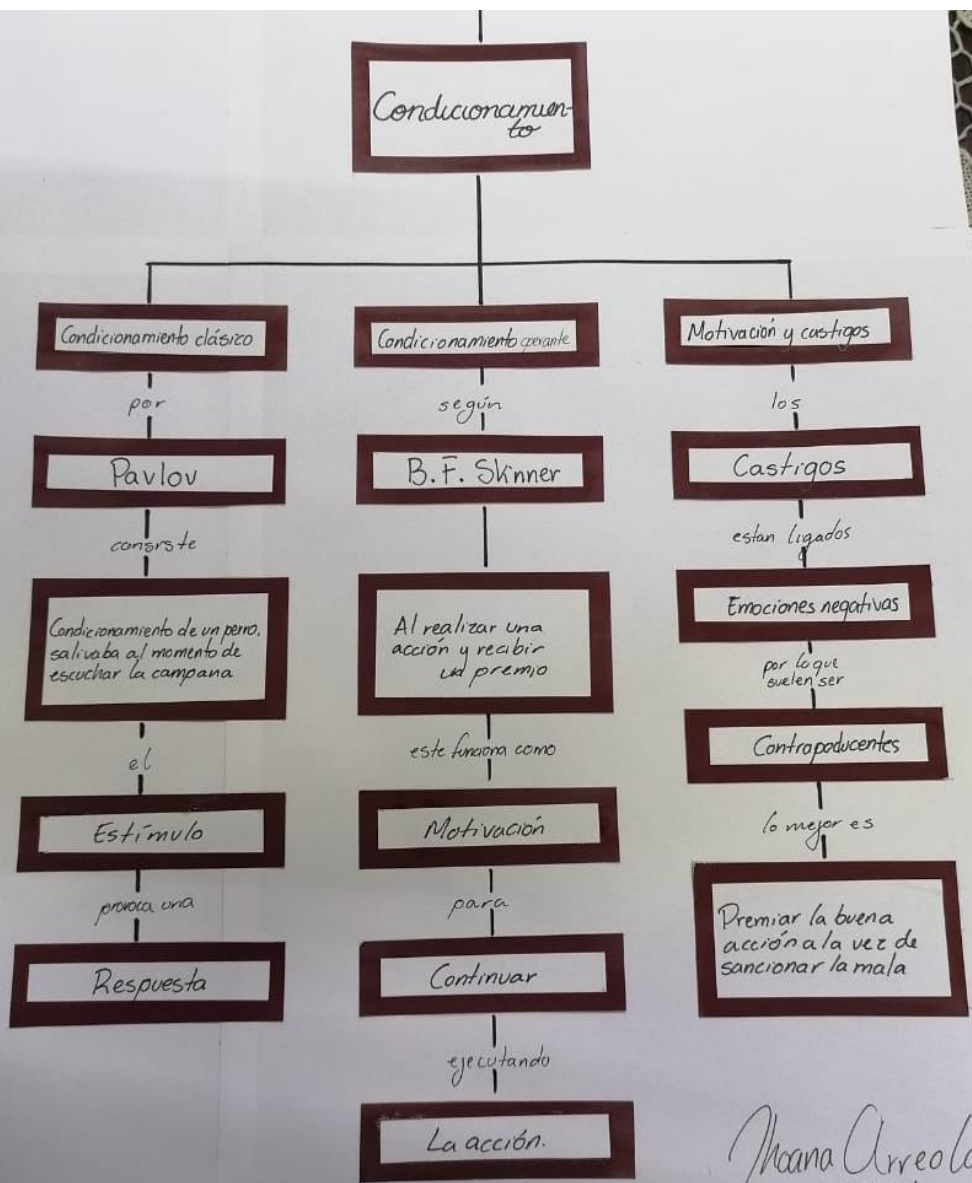 Condicionamien-
to
Condicionamiento clásico
por
Pavlov
consiste
Condicionamiento de un perro,
salivaba al momento de
escuchar la campana
el
Estímulo
provoca una
Respuesta
Condicionamiento operante
según
B.F. Skinner
Al realizar una
acción y recibir
un premio
este funciona como
Motivación
para
Continuar
ejecutando
La acción.
Motivación y castigos
los
Castigos
estan ligados
Emociones negativas
por lo que
suelen ser
Contrapoducentes
lo mejor es
Premiar la buena
acción a la vez de
sancionar la mala
Jhoana Arreola